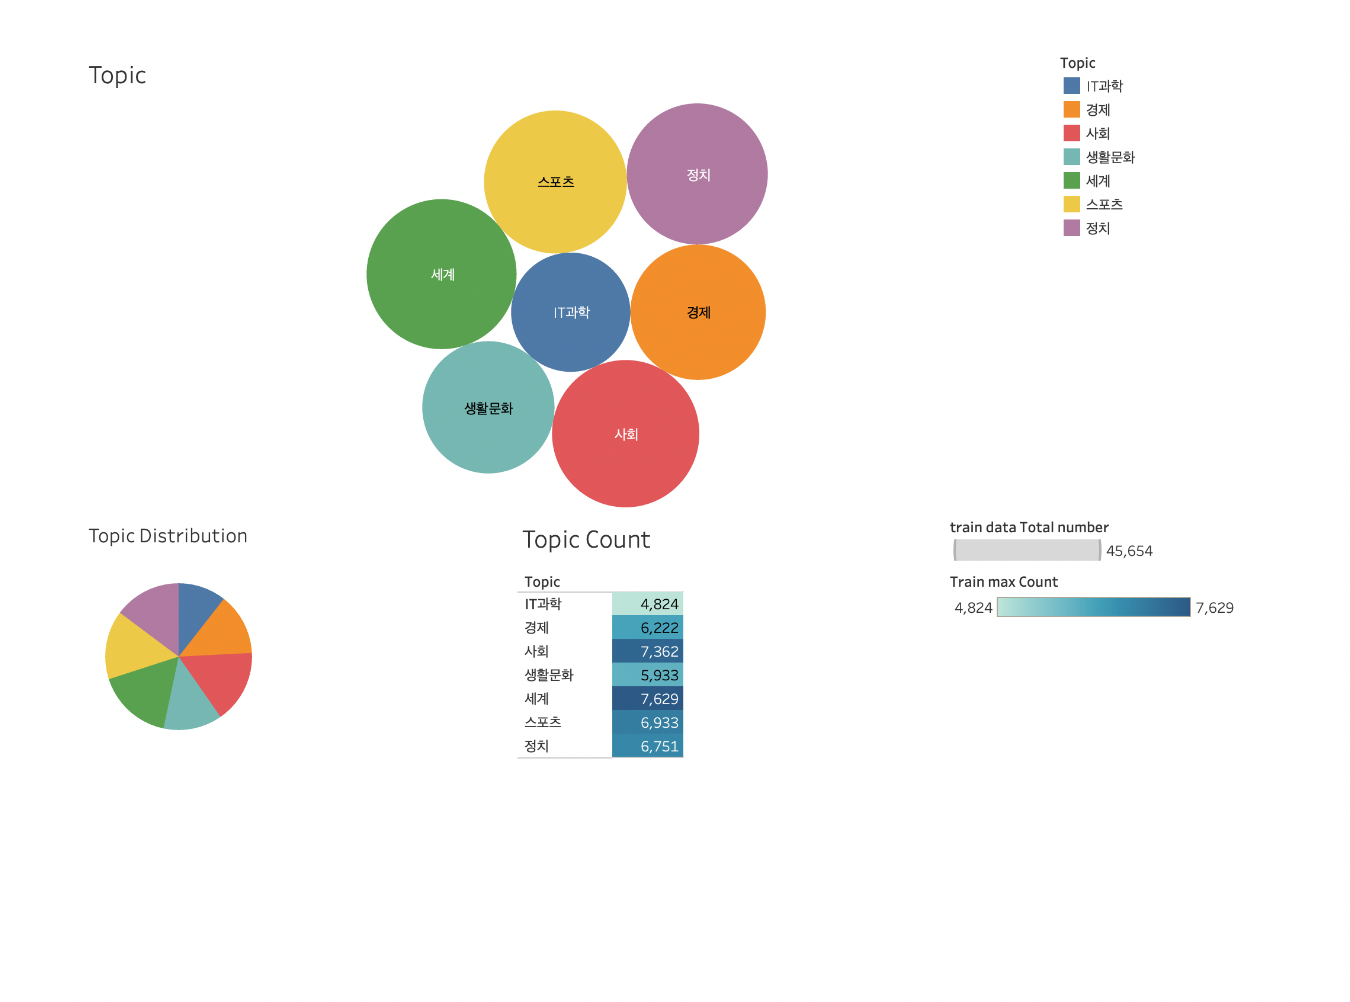 Topic
Topic
IT과학
경제
사회
생활문화
세계
스포츠
정치
스포츠
정치
세계
IT과학
경제
생활문화
사회
Topic Distribution
Topic Count
Topic
IT과학 4,824
경제 6,222
사회 7,362
생활문화 5,933
세계 7,629
스포츠 6,933
정치 6,751
train data Total number
45,654
Train max Count
4,824 7,629